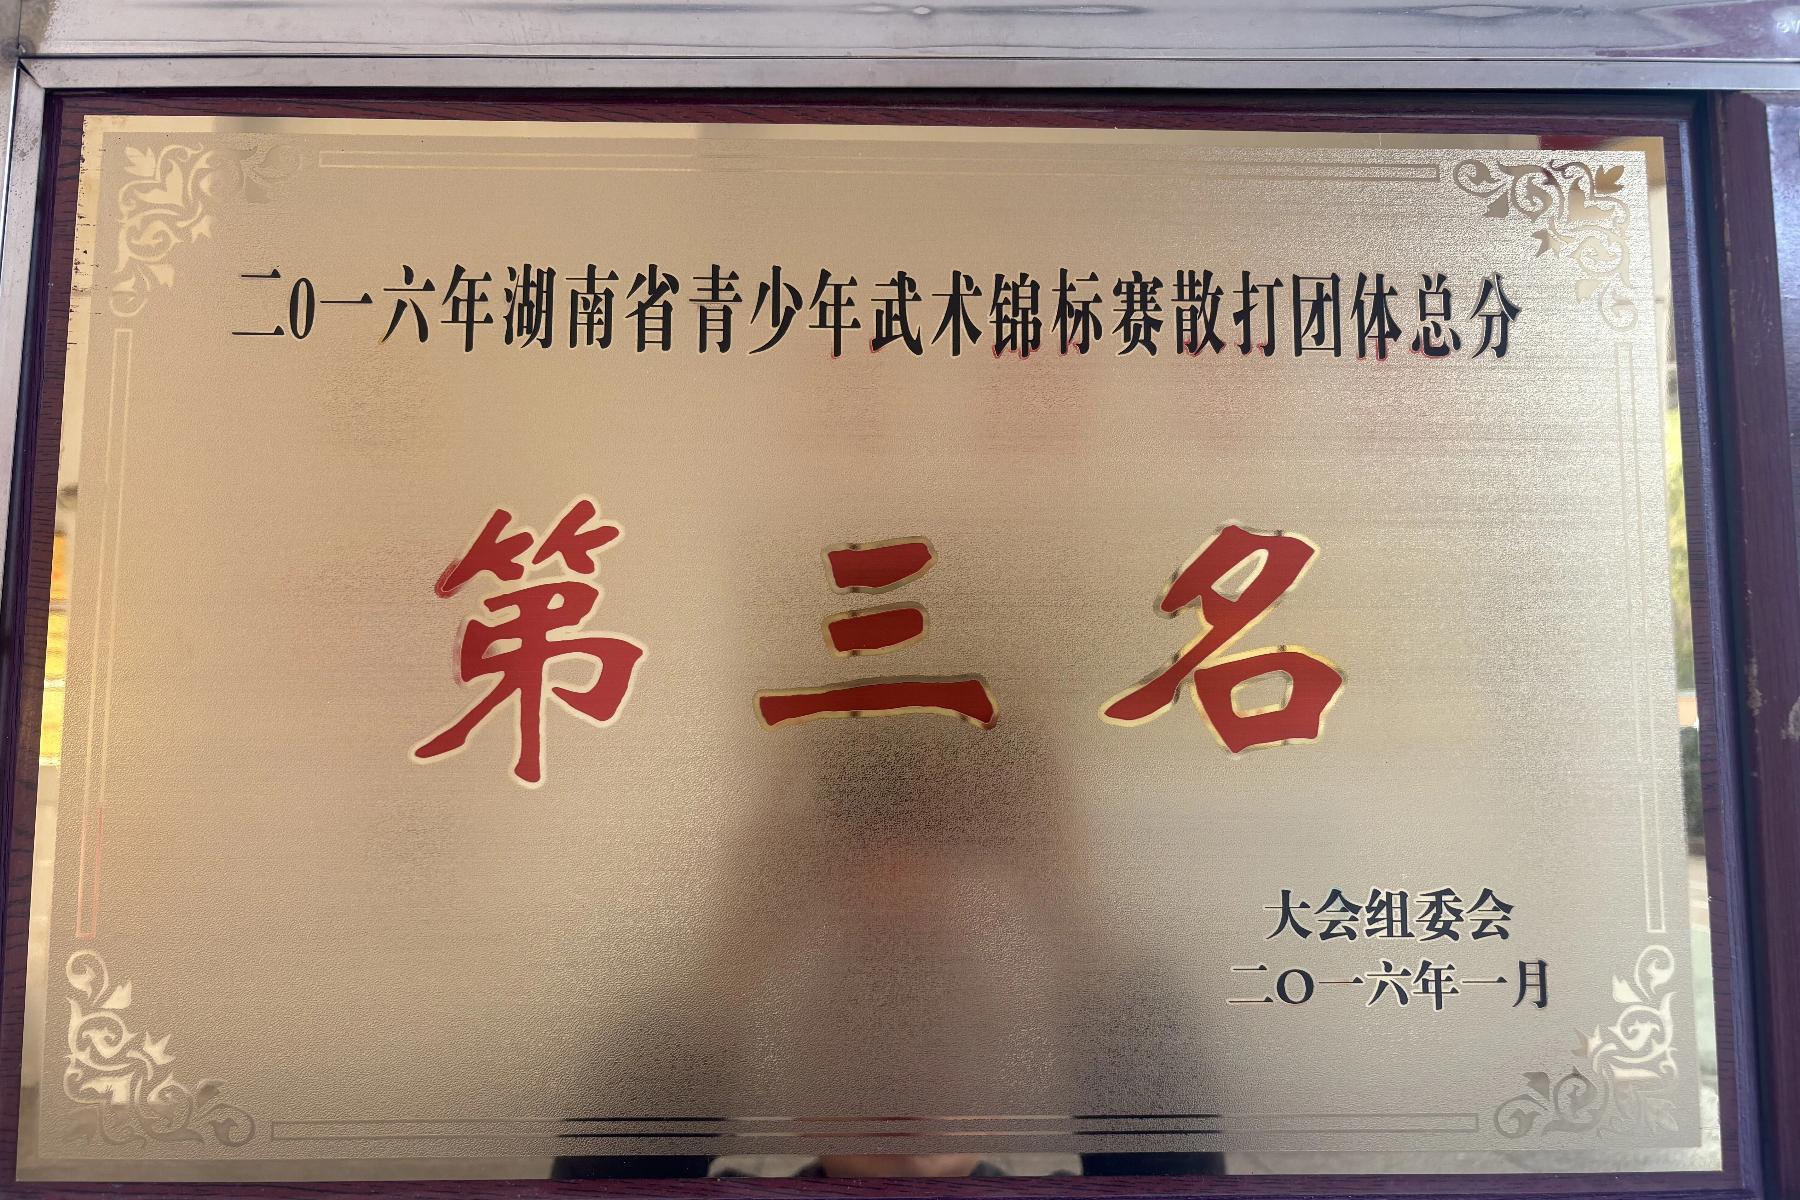 二0一六年湖南省青少年武术锦标赛散打团体总分
第三名
大会组委会
二〇一六年一月